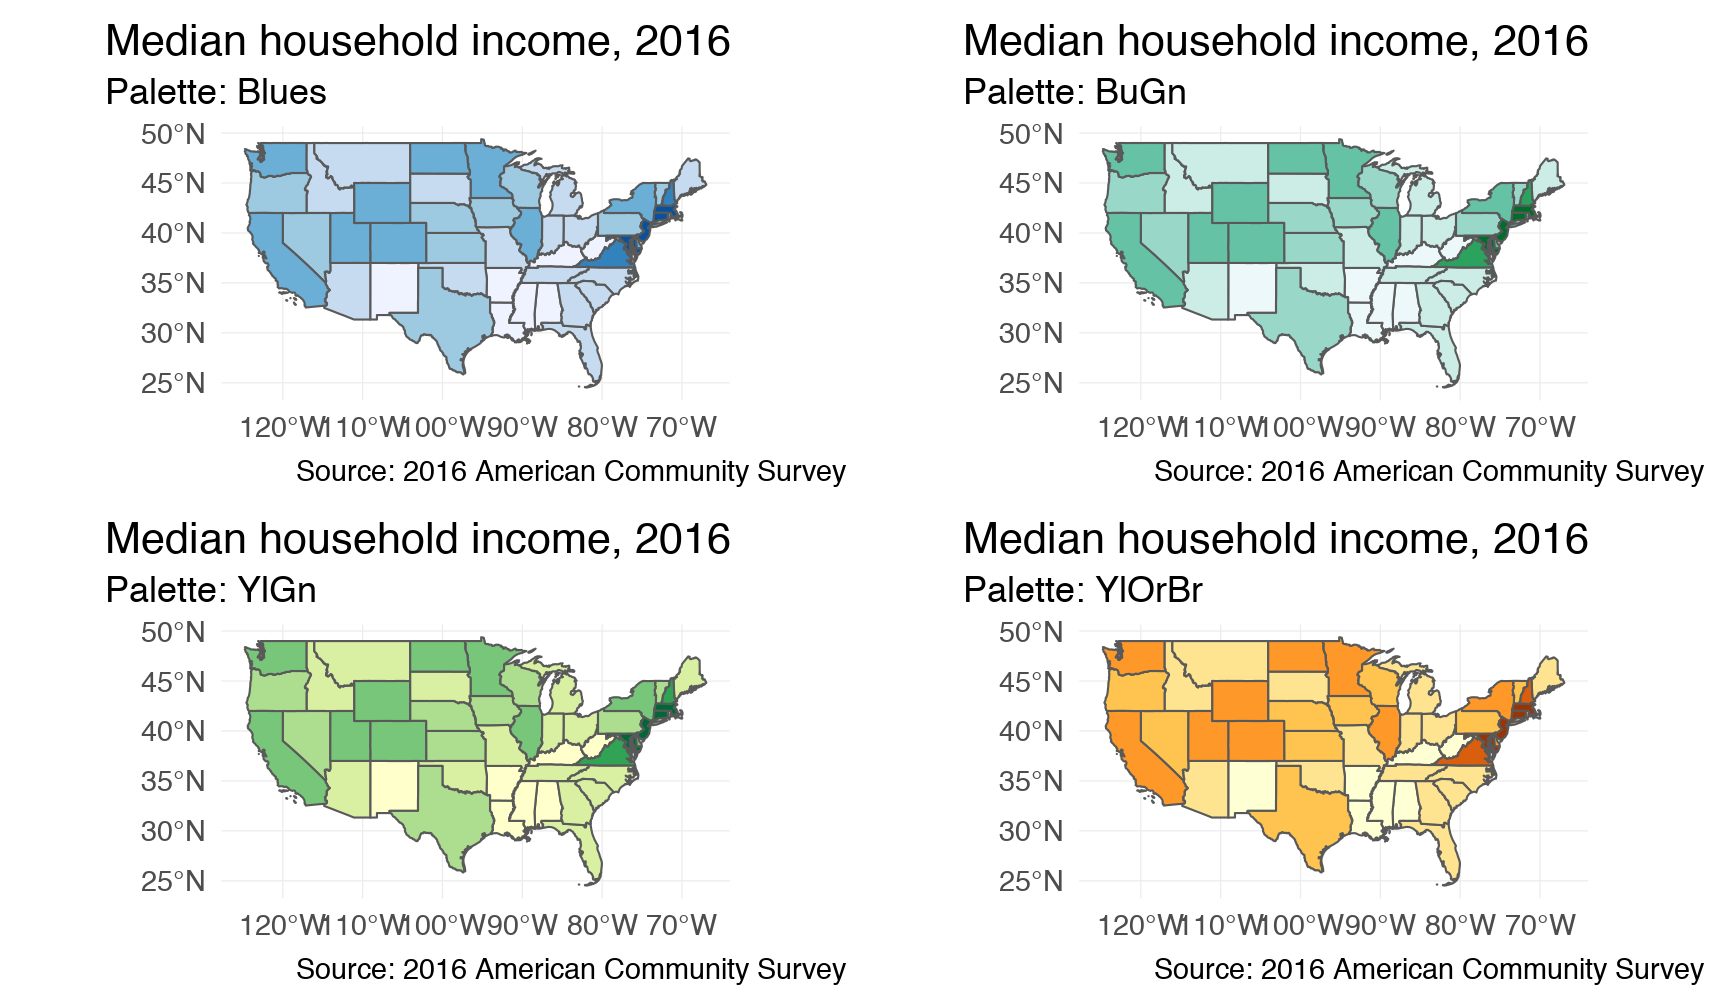 Median household income, 2016
Palette: Blues
50°N
45°N
40°N
35°N
30°N
25°N
120°W 110°W 100°W 90°W 80°W 70°W
Source: 2016 American Community Survey
Median household income, 2016
Palette: BuGn
50°N
45°N
40°N
35°N
30°N
25°N
120°W 110°W 100°W 90°W 80°W 70°W
Source: 2016 American Community Survey
Median household income, 2016
Palette: YlGn
50°N
45°N
40°N
35°N
30°N
25°N
120°W 110°W 100°W 90°W 80°W 70°W
Source: 2016 American Community Survey
Median household income, 2016
Palette: YlOrBr
50°N
45°N
40°N
35°N
30°N
25°N
120°W 110°W 100°W 90°W 80°W 70°W
Source: 2016 American Community Survey